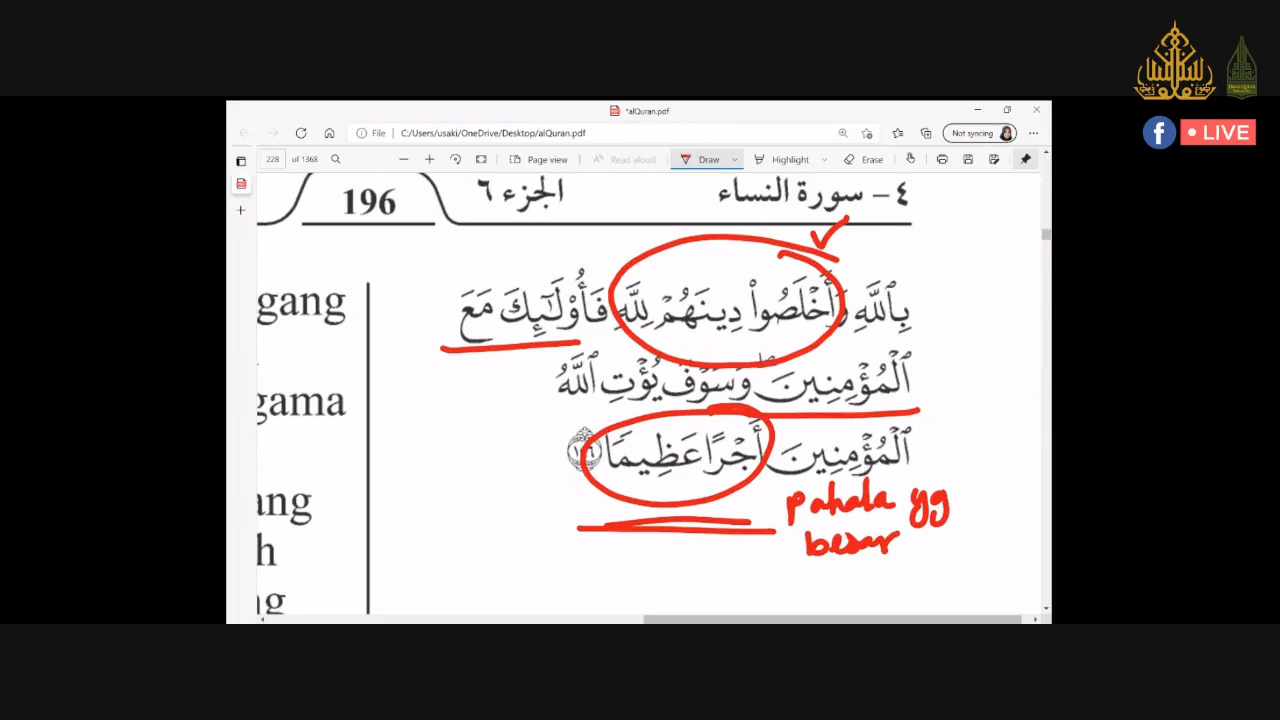 LIVE
*alQuran.pdf
File C:/Users/usaki/OneDrive/Desktop/alQuran.pdf Not syncing
228 of 1368 Page view Read aloud Draw Highlight Erase
٤ – سورة النساء الجزء ٦ 196
بِٱللَّهِ وَأَخْلَصُوا۟ دِينَهُمْ لِلَّهِ فَأُو۟لَـٰٓئِكَ مَعَ
ٱلْمُؤْمِنِينَ ۖ وَسَوْفَ يُؤْتِ ٱللَّهُ
ٱلْمُؤْمِنِينَ أَجْرًا عَظِيمًا
pahala yg
besar
gang
gama
ang
h
ng